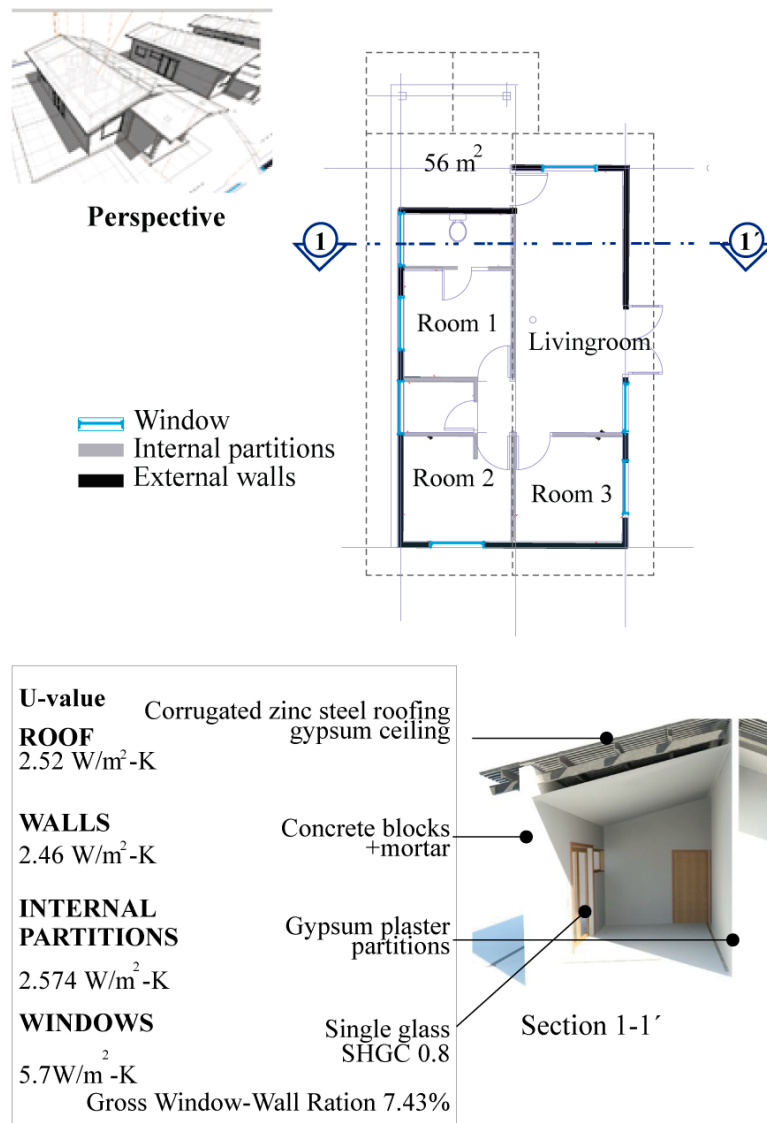 Perspective
56 m²
1
1´
Room 1
Livingroom
Room 2
Room 3
Window
Internal partitions
External walls
U-value
ROOF
2.52 W/m²-K
Corrugated zinc steel roofing
gypsum ceiling
WALLS
2.46 W/m²-K
Concrete blocks
+mortar
INTERNAL
PARTITIONS
2.574 W/m²-K
Gypsum plaster
partitions
WINDOWS
5.7W/m²-K
Single glass
SHGC 0.8
Gross Window-Wall Ration 7.43%
Section 1-1´